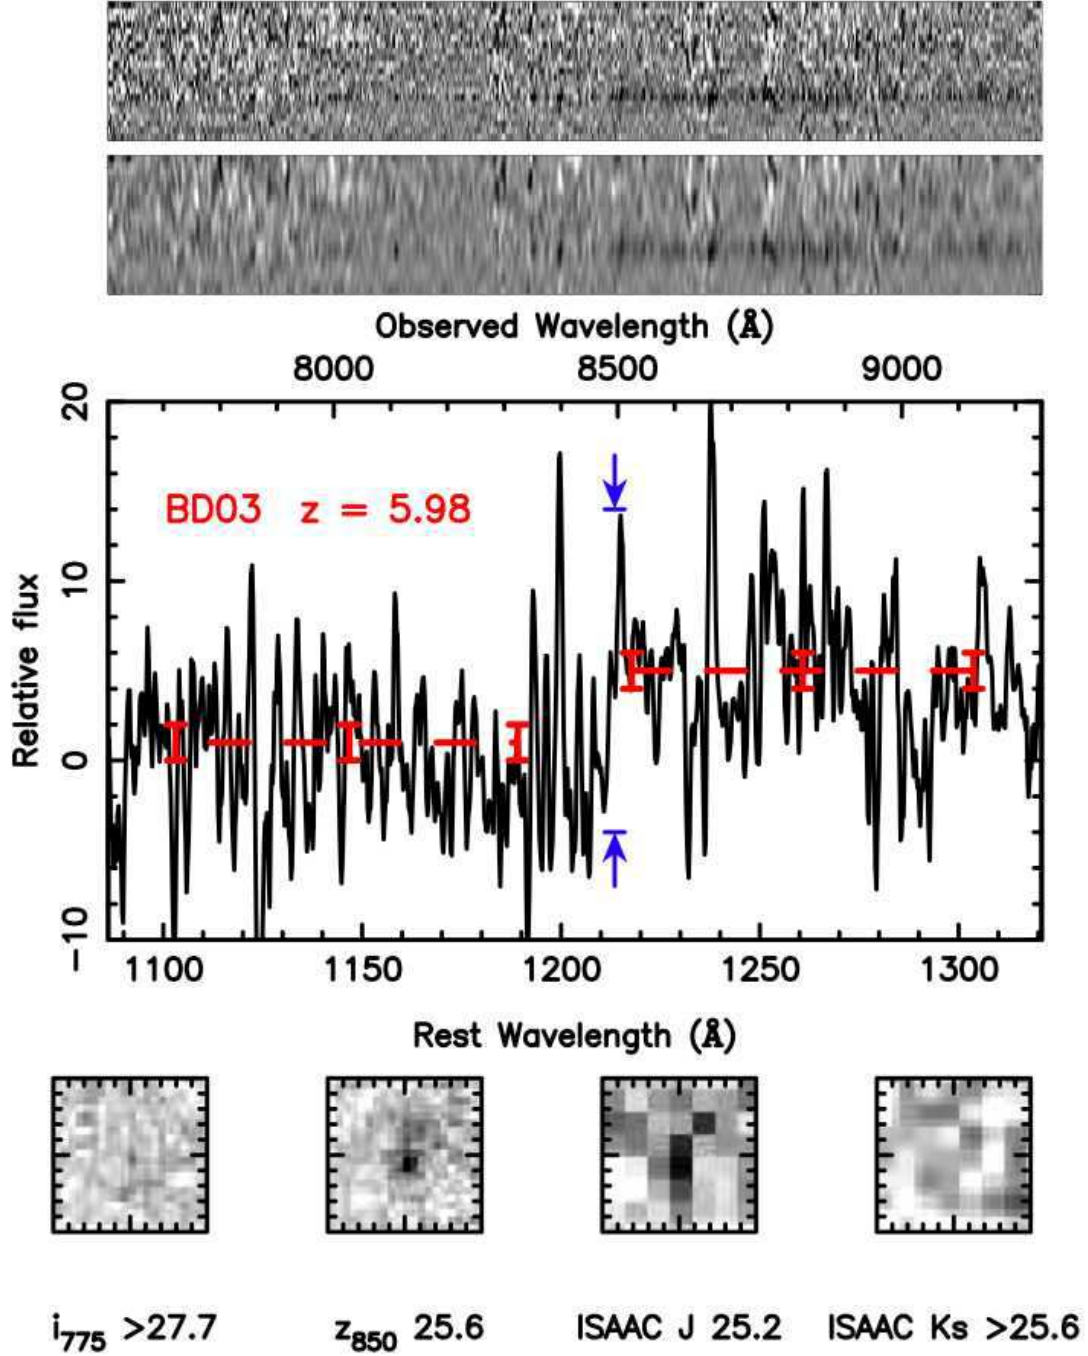 Observed Wavelength (Å)
8000 8500 9000
20
BD03 z = 5.98
10
Relative flux
0
-10
1100 1150 1200 1250 1300
Rest Wavelength (Å)
i775 >27.7 z850 25.6 ISAAC J 25.2 ISAAC Ks >25.6